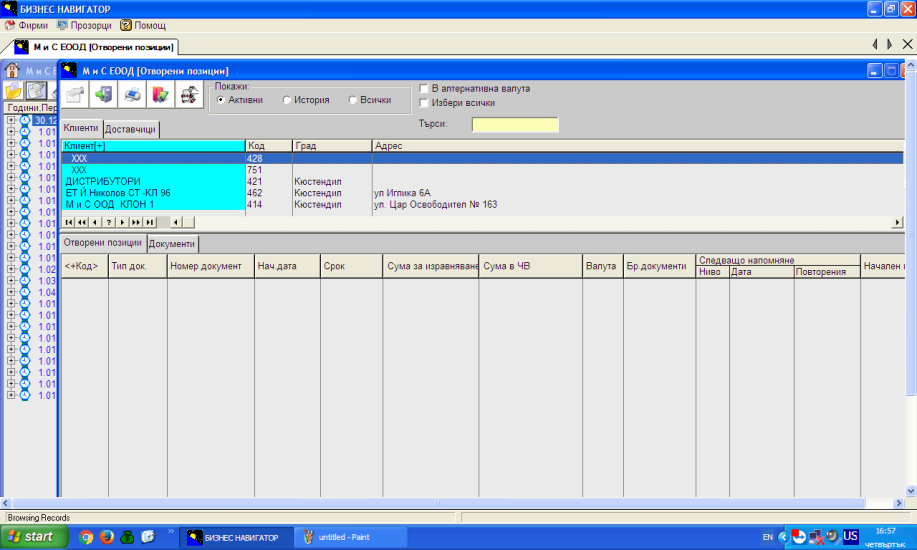 БИЗНЕС НАВИГАТОР
Фирми Прозорци Помощ
М и С ЕООД [Отворени позиции]
М и С Е
М и С ЕООД [Отворени позиции]
Покажи:
Активни История Всички
В алтернативна валута
Избери всички
Търси:
Години,Пер
30.12
1.01
1.01
1.01
1.01
1.01
1.01
1.01
1.01
1.01
1.01
1.01
1.01
1.02
1.03
1.04
1.01
1.01
1.01
1.01
1.01
1.01
1.01
1.01
1.01
Клиенти Доставчици
Клиент[+] Код Град Адрес
XXX 428
XXX 751
ДИСТРИБУТОРИ 421 Кюстендил
ЕТ Й.Николов СТ -КЛ 96 462 Кюстендил ул Иглика 6А
М и С ООД КЛОН 1 414 Кюстендил ул. Цар Освободител № 163
Отворени позиции Документи
<+Код> Тип док. Номер документ Нач.дата Срок Сума за изравняване Сума в ЧВ Валута Бр.документи Следващо напомняне
Ниво Дата Повторения
Начален
Browsing Records
start
БИЗНЕС НАВИГАТОР
untitled - Paint
EN
US
16:57
четвъртък